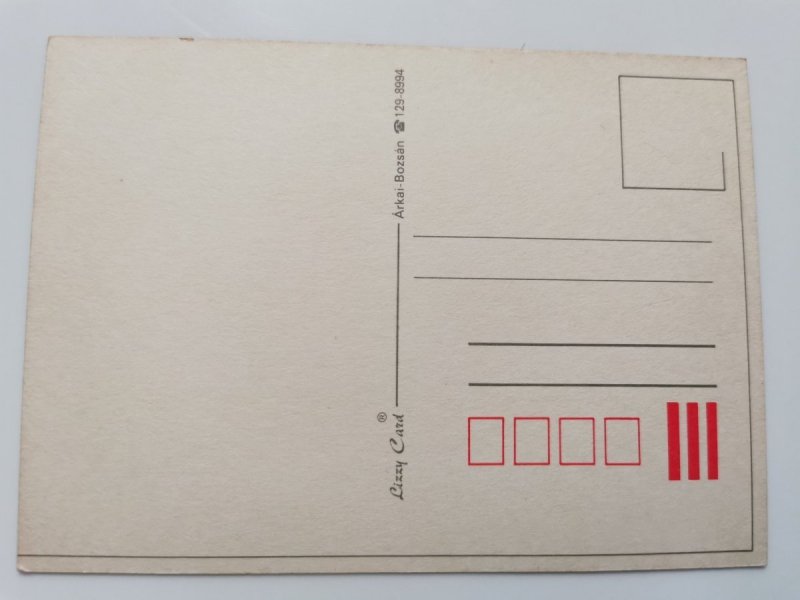 Lizzy Card®
Árkai-Bozsán ☎ 129-8994